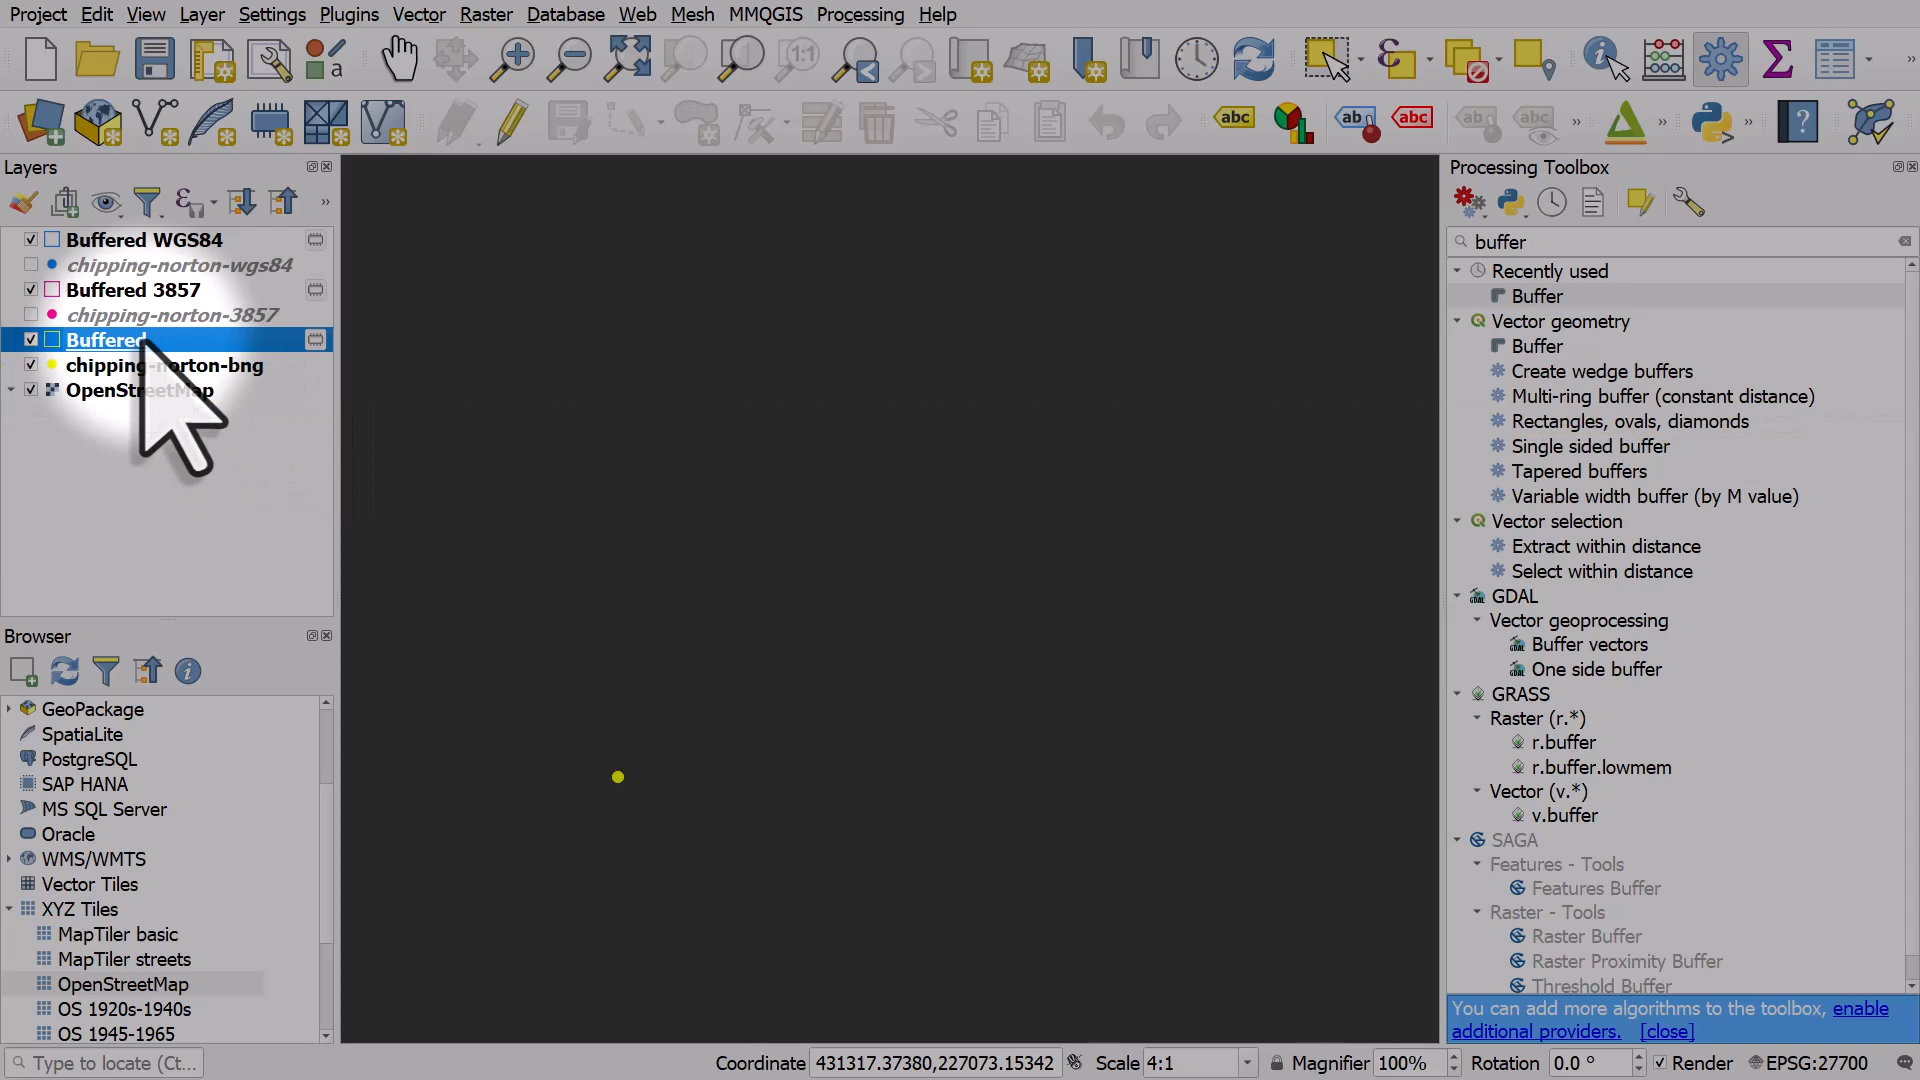 Project Edit View Layer Settings Plugins Vector Raster Database Web Mesh MMQGIS Processing Help
1:1
a
abc abc abc abc abc
Layers
Buffered WGS84
chipping-norton-wgs84
Buffered 3857
chipping-norton-3857
Buffered
chipping-norton-bng
OpenStreetMap
Browser
GeoPackage
SpatiaLite
PostgreSQL
SAP HANA
MS SQL Server
Oracle
WMS/WMTS
Vector Tiles
XYZ Tiles
MapTiler basic
MapTiler streets
OpenStreetMap
OS 1920s-1940s
OS 1945-1965
Processing Toolbox
buffer
Recently used
Buffer
Vector geometry
Buffer
Create wedge buffers
Multi-ring buffer (constant distance)
Rectangles, ovals, diamonds
Single sided buffer
Tapered buffers
Variable width buffer (by M value)
Vector selection
Extract within distance
Select within distance
GDAL
Vector geoprocessing
Buffer vectors
One side buffer
GRASS
Raster (r.*)
r.buffer
r.buffer.lowmem
Vector (v.*)
v.buffer
SAGA
Features - Tools
Features Buffer
Raster - Tools
Raster Buffer
Raster Proximity Buffer
Threshold Buffer
You can add more algorithms to the toolbox, enable
additional providers. [close]
Type to locate (Ct... Coordinate 431317.37380,227073.15342 Scale 4:1 Magnifier 100% Rotation 0.0 ° Render EPSG:27700